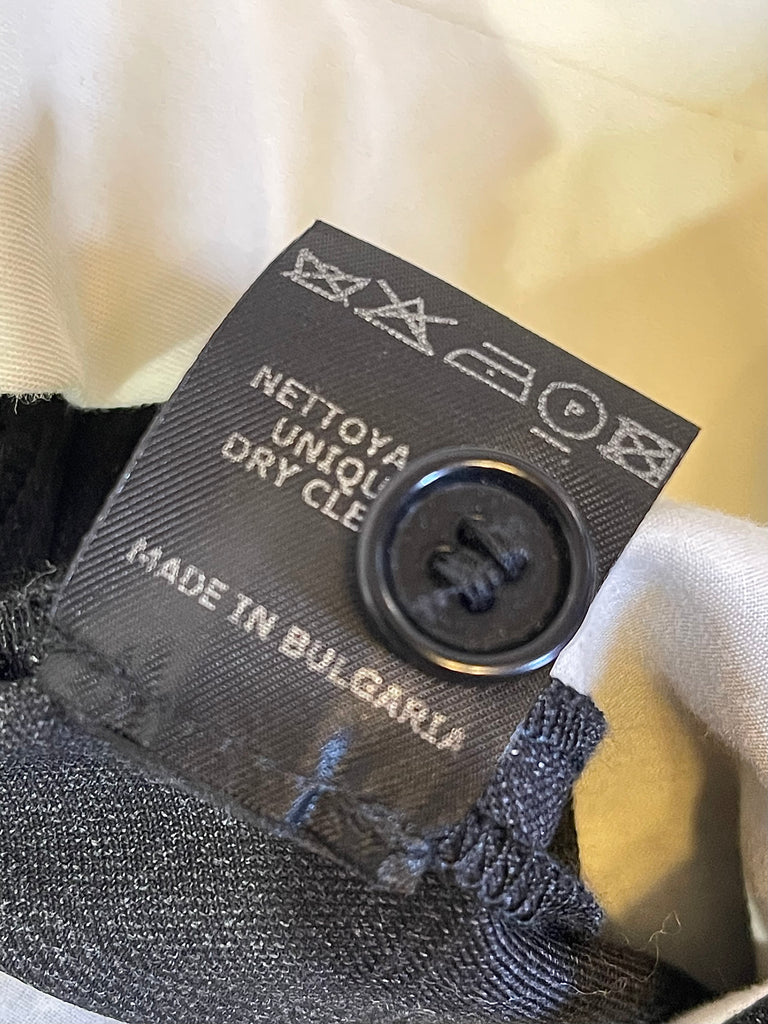 P
NETTOYA
UNIQU
DRY CLE
MADE IN BULGARIA